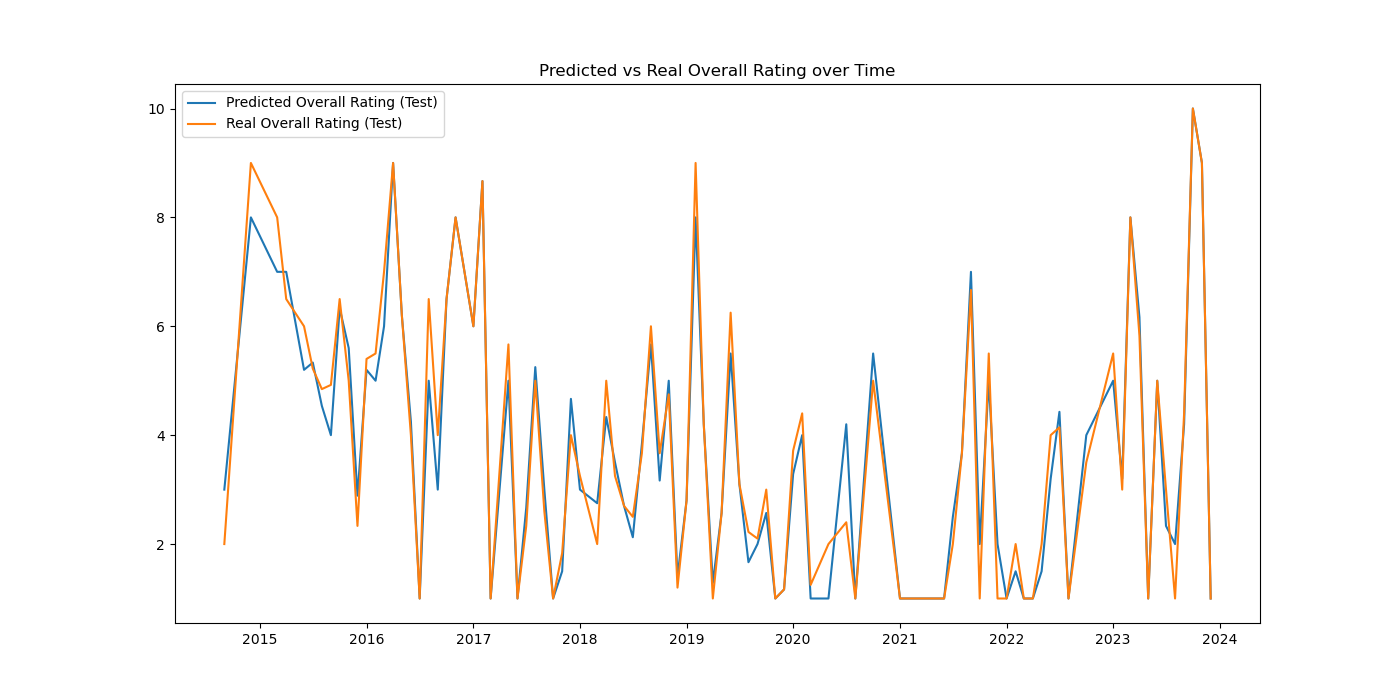 Predicted vs Real Overall Rating over Time
Predicted Overall Rating (Test)
Real Overall Rating (Test)
10
8
6
4
2
2015 2016 2017 2018 2019 2020 2021 2022 2023 2024